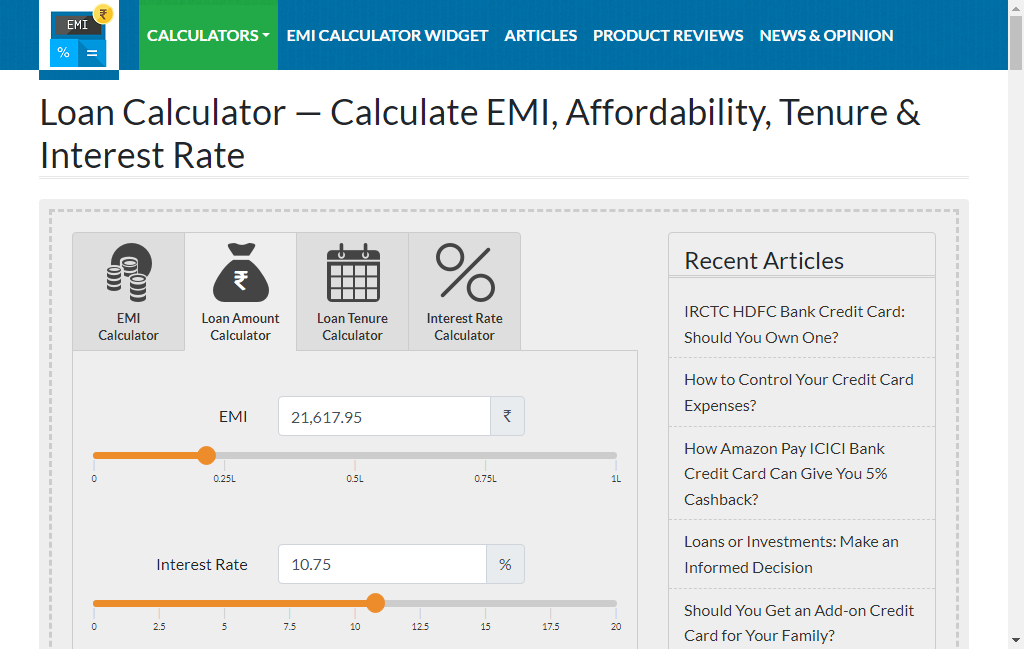 EMI
₹
%
=
CALCULATORS
EMI CALCULATOR WIDGET
ARTICLES
PRODUCT REVIEWS
NEWS & OPINION
Loan Calculator — Calculate EMI, Affordability, Tenure &
Interest Rate
EMI
Calculator
₹
Loan Amount
Calculator
Loan Tenure
Calculator
Interest Rate
Calculator
EMI
21,617.95
₹
0
0.25L
0.5L
0.75L
1L
Interest Rate
10.75
%
0
2.5
5
7.5
10
12.5
15
17.5
20
Recent Articles
IRCTC HDFC Bank Credit Card:
Should You Own One?
How to Control Your Credit Card
Expenses?
How Amazon Pay ICICI Bank
Credit Card Can Give You 5%
Cashback?
Loans or Investments: Make an
Informed Decision
Should You Get an Add-on Credit
Card for Your Family?